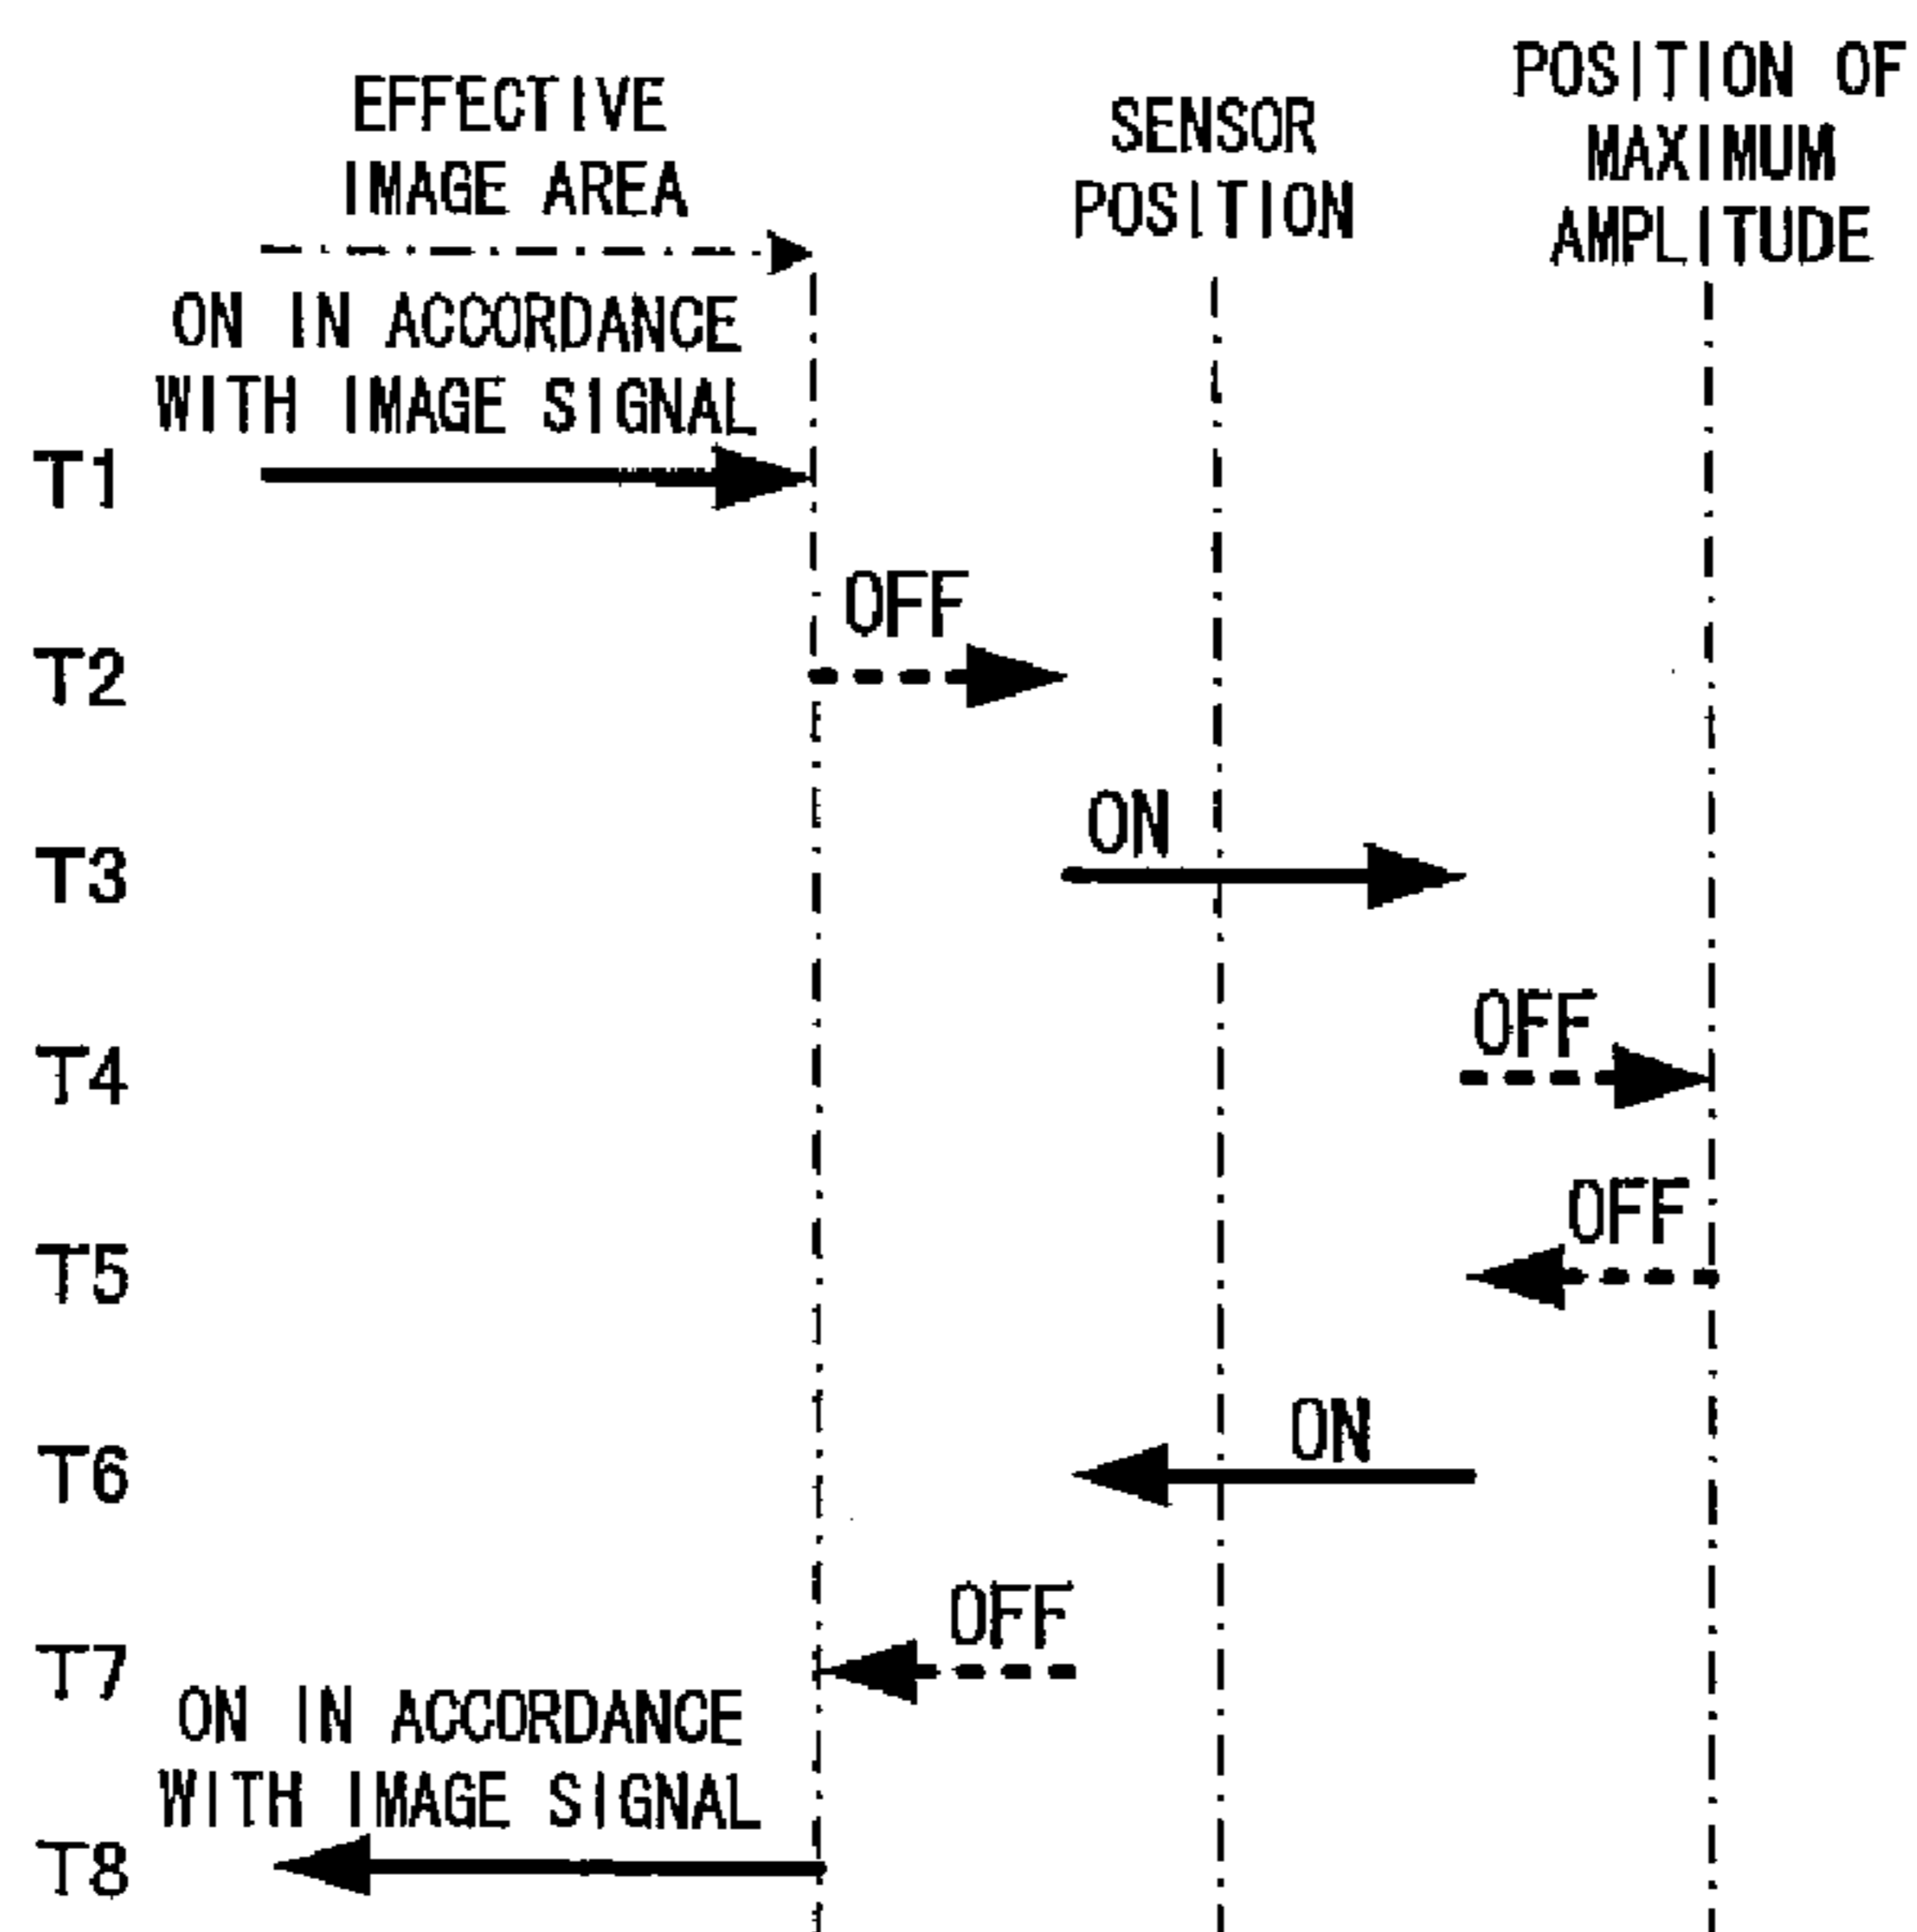 EFFECTIVE
IMAGE AREA
SENSOR
POSITION
POSITION OF
MAXIMUM
AMPLITUDE
ON IN ACCORDANCE
WITH IMAGE SIGNAL
T1
OFF
T2
ON
T3
OFF
T4
OFF
T5
ON
T6
OFF
T7
ON IN ACCORDANCE
WITH IMAGE SIGNAL
T8